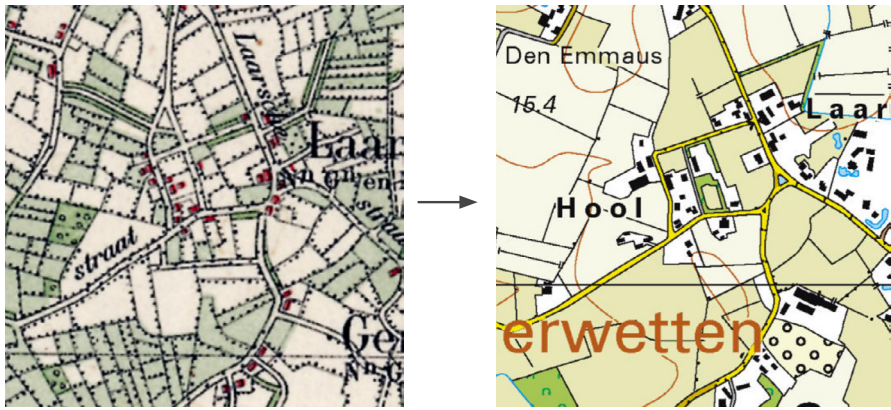 Laarsche
Laar
straat
straat
Den Emmaus
15.4
Laar
Hool
erwetten